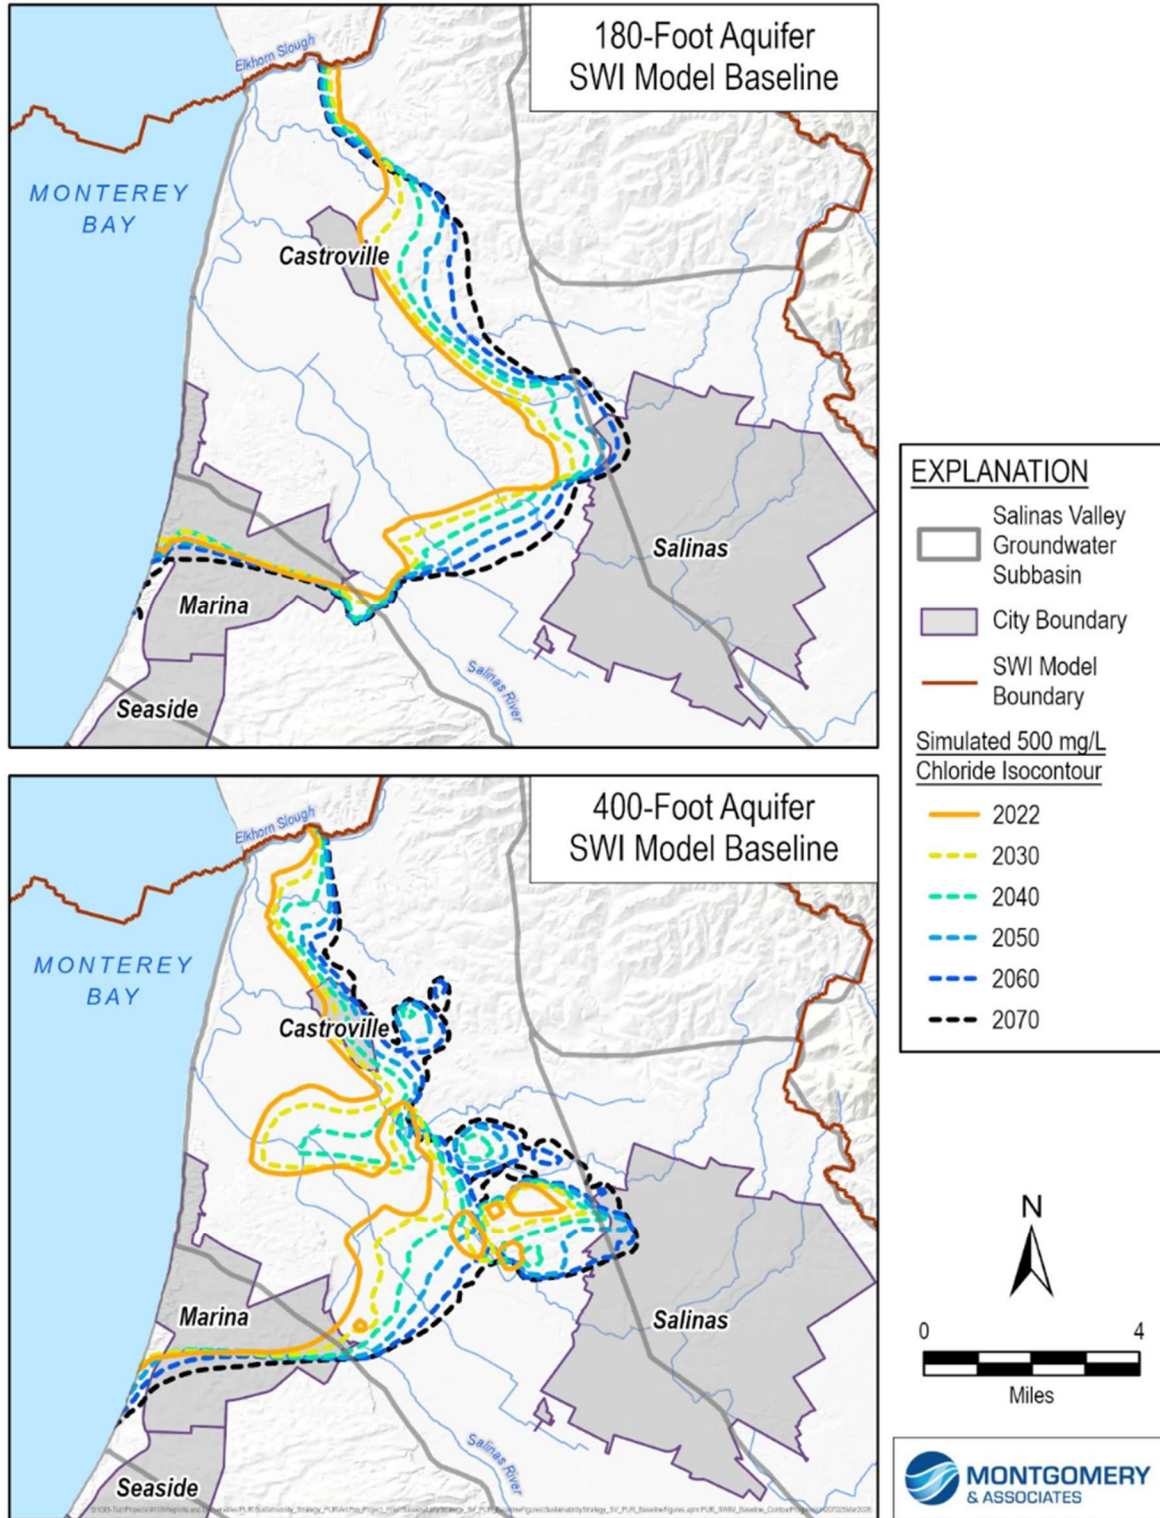 180-Foot Aquifer
SWI Model Baseline
Elkhorn Slough
MONTEREY
BAY
Castroville
Salinas
Marina
Salinas River
Seaside
400-Foot Aquifer
SWI Model Baseline
Elkhorn Slough
MONTEREY
BAY
Castroville
Marina
Salinas
Salinas River
Seaside
EXPLANATION
Salinas Valley
Groundwater
Subbasin
City Boundary
SWI Model
Boundary
Simulated 500 mg/L
Chloride Isocontour
2022
2030
2040
2050
2060
2070
N
0 4
Miles
MONTGOMERY
& ASSOCIATES